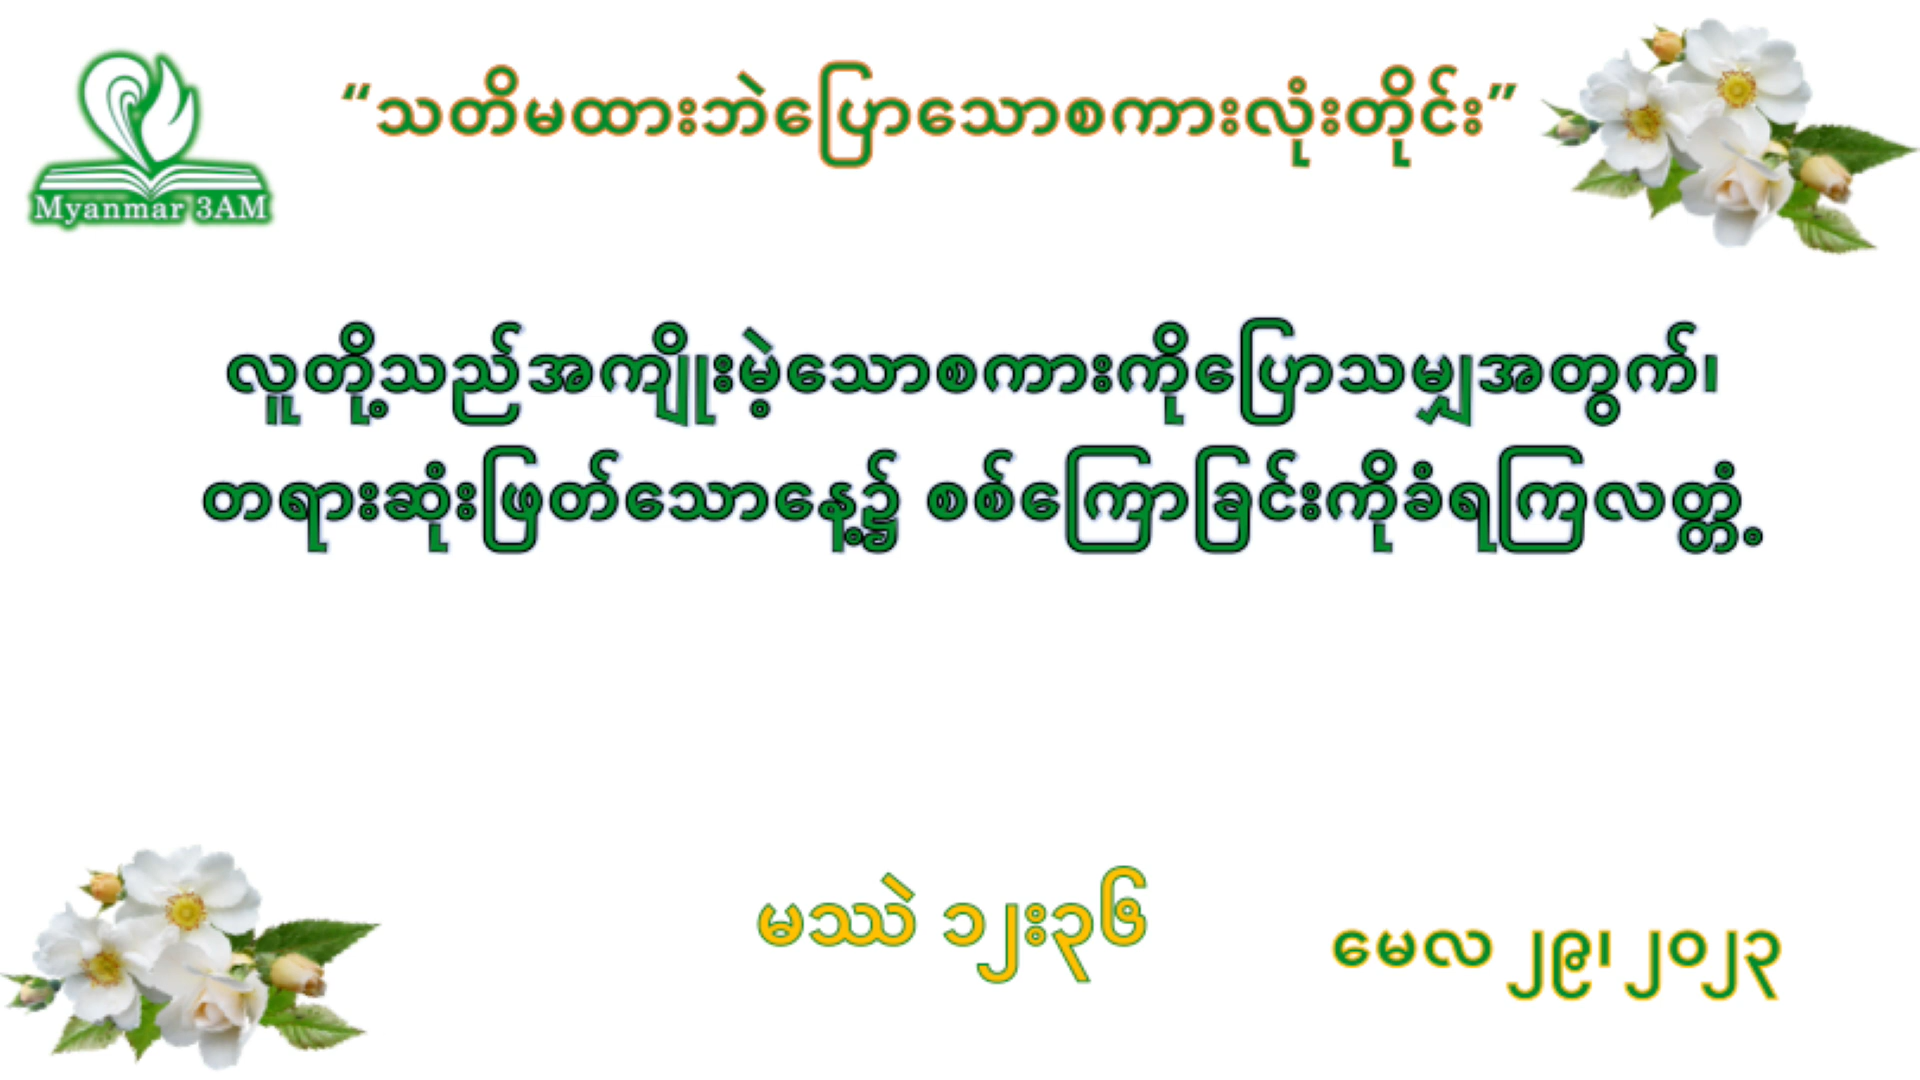 “သတိမထားဘဲပြောသောစကားလုံးတိုင်း”
Myanmar 3AM
လူတို့သည်အကျိုးမဲ့သောစကားကိုပြောသမျှအတွက်၊
တရားဆုံးဖြတ်သောနေ့၌ စစ်ကြောခြင်းကိုခံရကြလတ္တံ့
မဿဲ ၁၂း၃၆
မေလ ၂၉၊ ၂၀၂၃